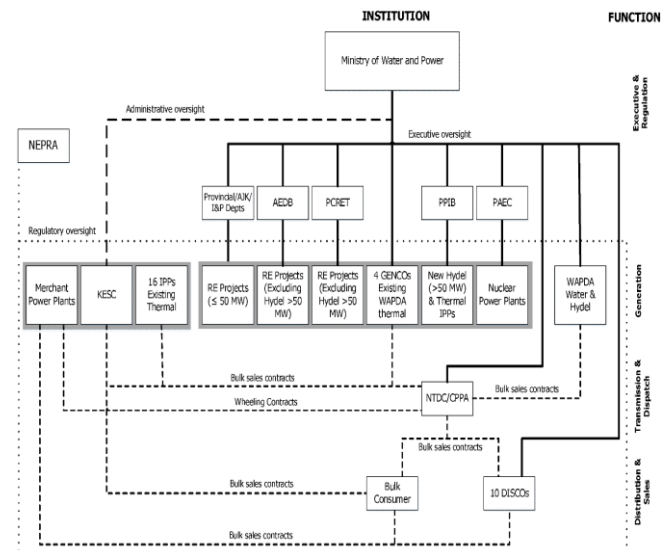 INSTITUTION
FUNCTION
Ministry of Water and Power
Administrative oversight
Executive oversight
Executive &
Regulation
NEPRA
Provincial/AJK/
I&P Depts
AEDB
PCRET
PPIB
PAEC
Regulatory oversight
Merchant
Power Plants
KESC
16 IPPs
Existing
Thermal
RE Projects
(≤ 50 MW)
RE Projects
(Excluding
Hydel >50
MW)
RE Projects
(Excluding
Hydel >50
MW)
4 GENCOs
Existing
WAPDA
thermal
New Hydel
(>50 MW)
& Thermal
IPPs
Nuclear
Power Plants
WAPDA
Water &
Hydel
Generation
Bulk sales contracts
Bulk sales contracts
Wheeling Contracts
NTDC/CPPA
Transmission &
Dispatch
Bulk sales contracts
Bulk sales contracts
Bulk
Consumer
10 DISCOs
Distribution &
Sales
Bulk sales contracts